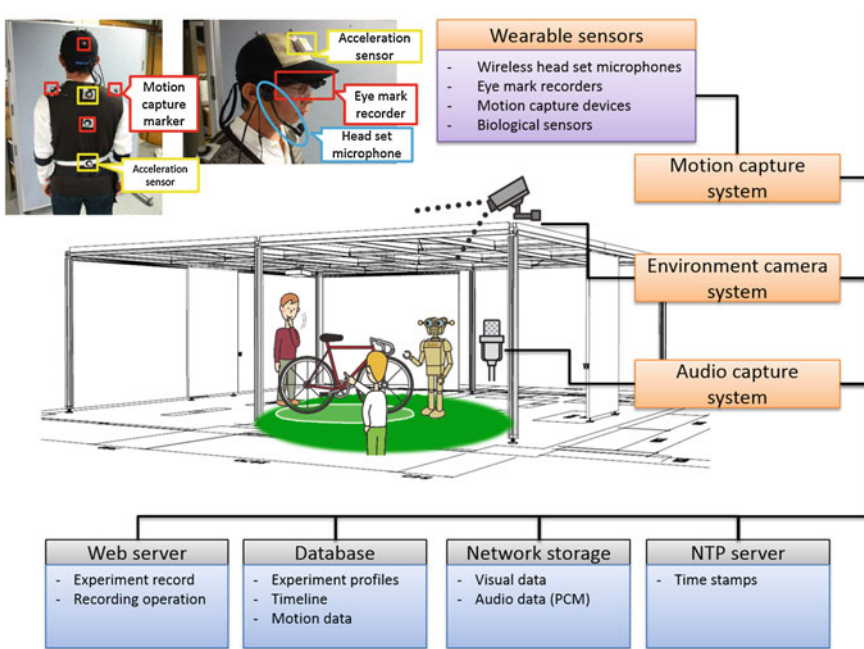 Acceleration
sensor
Motion
capture
marker
Eye mark
recorder
Head set
microphone
Acceleration
sensor
Wearable sensors
- Wireless head set microphones
- Eye mark recorders
- Motion capture devices
- Biological sensors
Motion capture
system
Environment camera
system
Audio capture
system
Web server
- Experiment record
- Recording operation
Database
- Experiment profiles
- Timeline
- Motion data
Network storage
- Visual data
- Audio data (PCM)
NTP server
- Time stamps